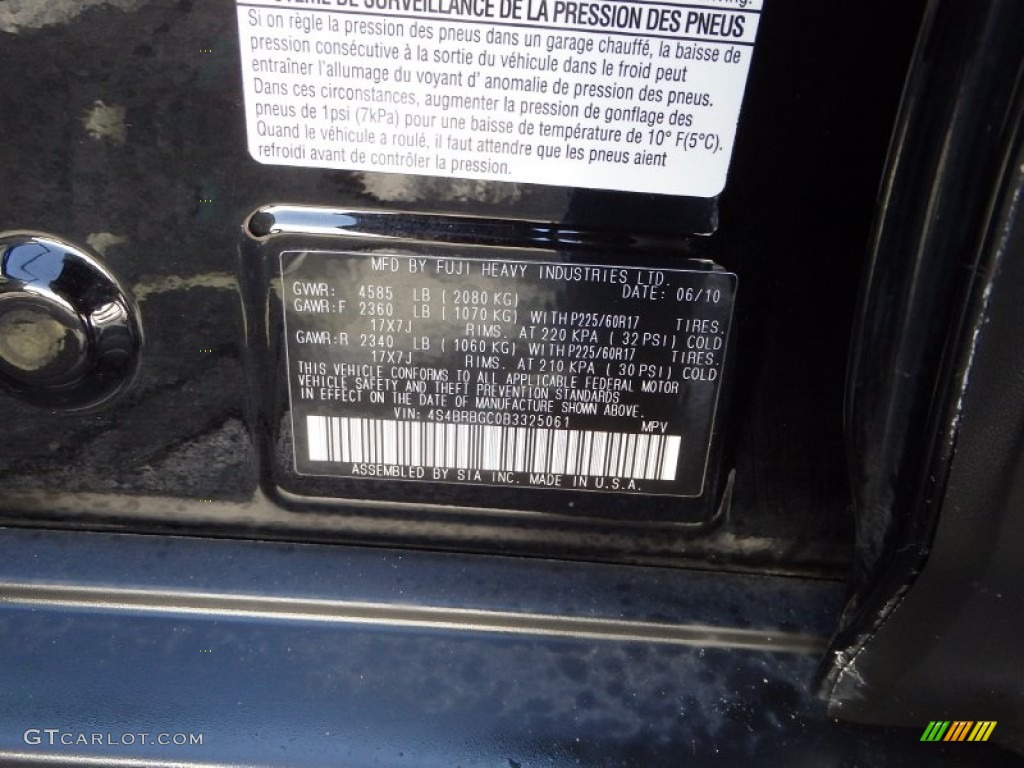 SYSTÈME DE SURVEILLANCE DE LA PRESSION DES PNEUS
Si on règle la pression des pneus dans un garage chauffé, la baisse de
pression consécutive à la sortie du véhicule dans le froid peut
entraîner l'allumage du voyant d' anomalie de pression des pneus.
Dans ces circonstances, augmenter la pression de gonflage des
pneus de 1psi (7kPa) pour une baisse de température de 10° F(5°C).
Quand le véhicule a roulé, il faut attendre que les pneus aient
refroidi avant de contrôler la pression.
MFD BY FUJI HEAVY INDUSTRIES LTD.
GVWR: 4585 LB (2080 KG) DATE: 06/10
GAWR:F 2360 LB (1070 KG) WITH P225/60R17 TIRES.
17X7J RIMS. AT 220 KPA (32 PSI) COLD
GAWR:R 2340 LB (1060 KG) WITH P225/60R17 TIRES.
17X7J RIMS. AT 210 KPA (30 PSI) COLD
THIS VEHICLE CONFORMS TO ALL APPLICABLE FEDERAL MOTOR
VEHICLE SAFETY AND THEFT PREVENTION STANDARDS
IN EFFECT ON THE DATE OF MANUFACTURE SHOWN ABOVE.
VIN: 4S4BRBGC0B3325061 MPV
ASSEMBLED BY SIA INC. MADE IN U.S.A.
GTCARLOT.COM